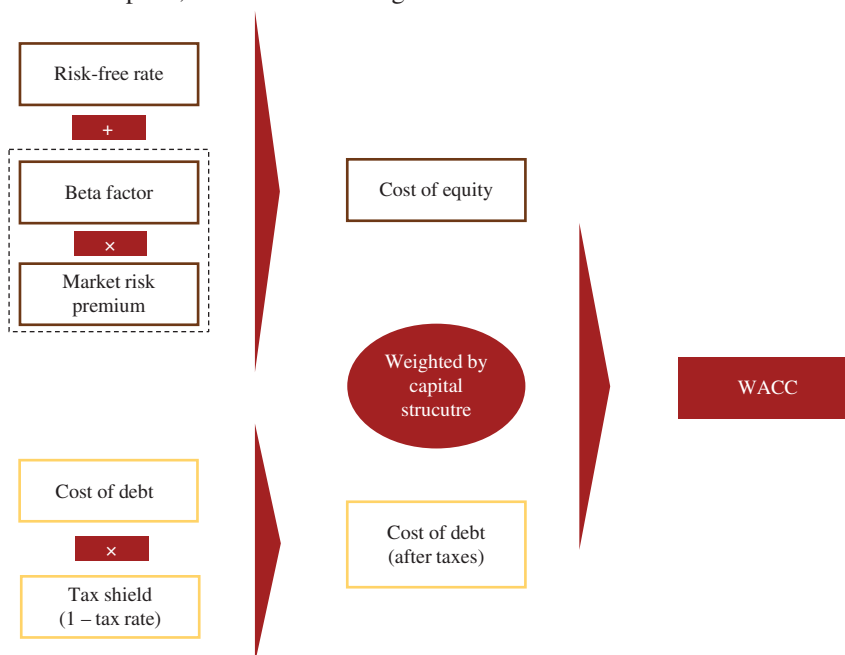 Risk-free rate
+
Beta factor
×
Market risk
premium
Cost of equity
Weighted by
capital
strucutre
WACC
Cost of debt
×
Tax shield
(1 – tax rate)
Cost of debt
(after taxes)